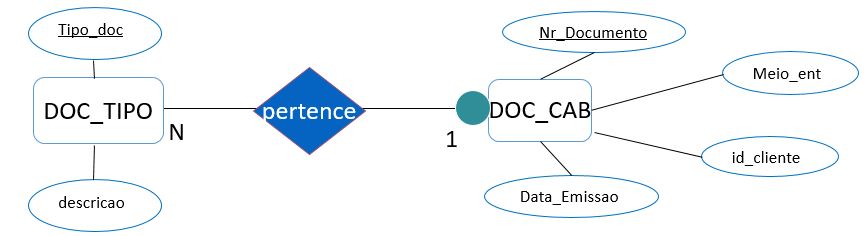 Tipo_doc
Nr_Documento
Meio_ent
DOC_TIPO
pertence
DOC_CAB
N
1
id_cliente
descricao
Data_Emissao